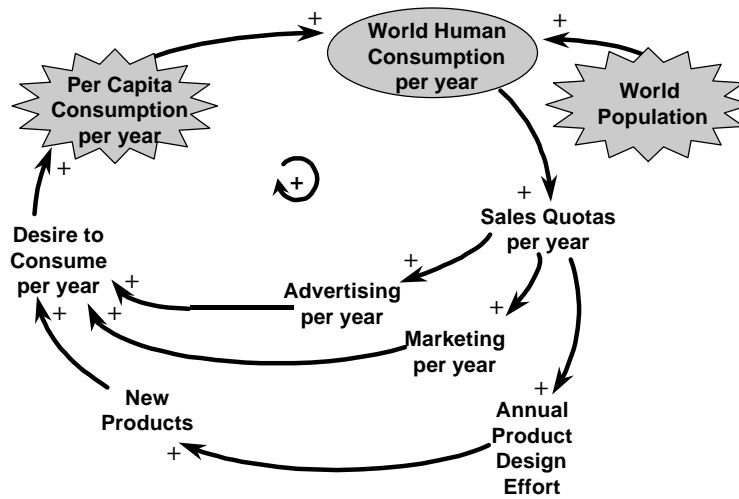 +
World Human
Consumption
per year
+
Per Capita
Consumption
per year
World
Population
+
+
+
Sales Quotas
per year
Desire to
Consume
per year
+
+
Advertising
per year
+
+
+
Marketing
per year
+
New
Products
+
Annual
Product
Design
Effort
+